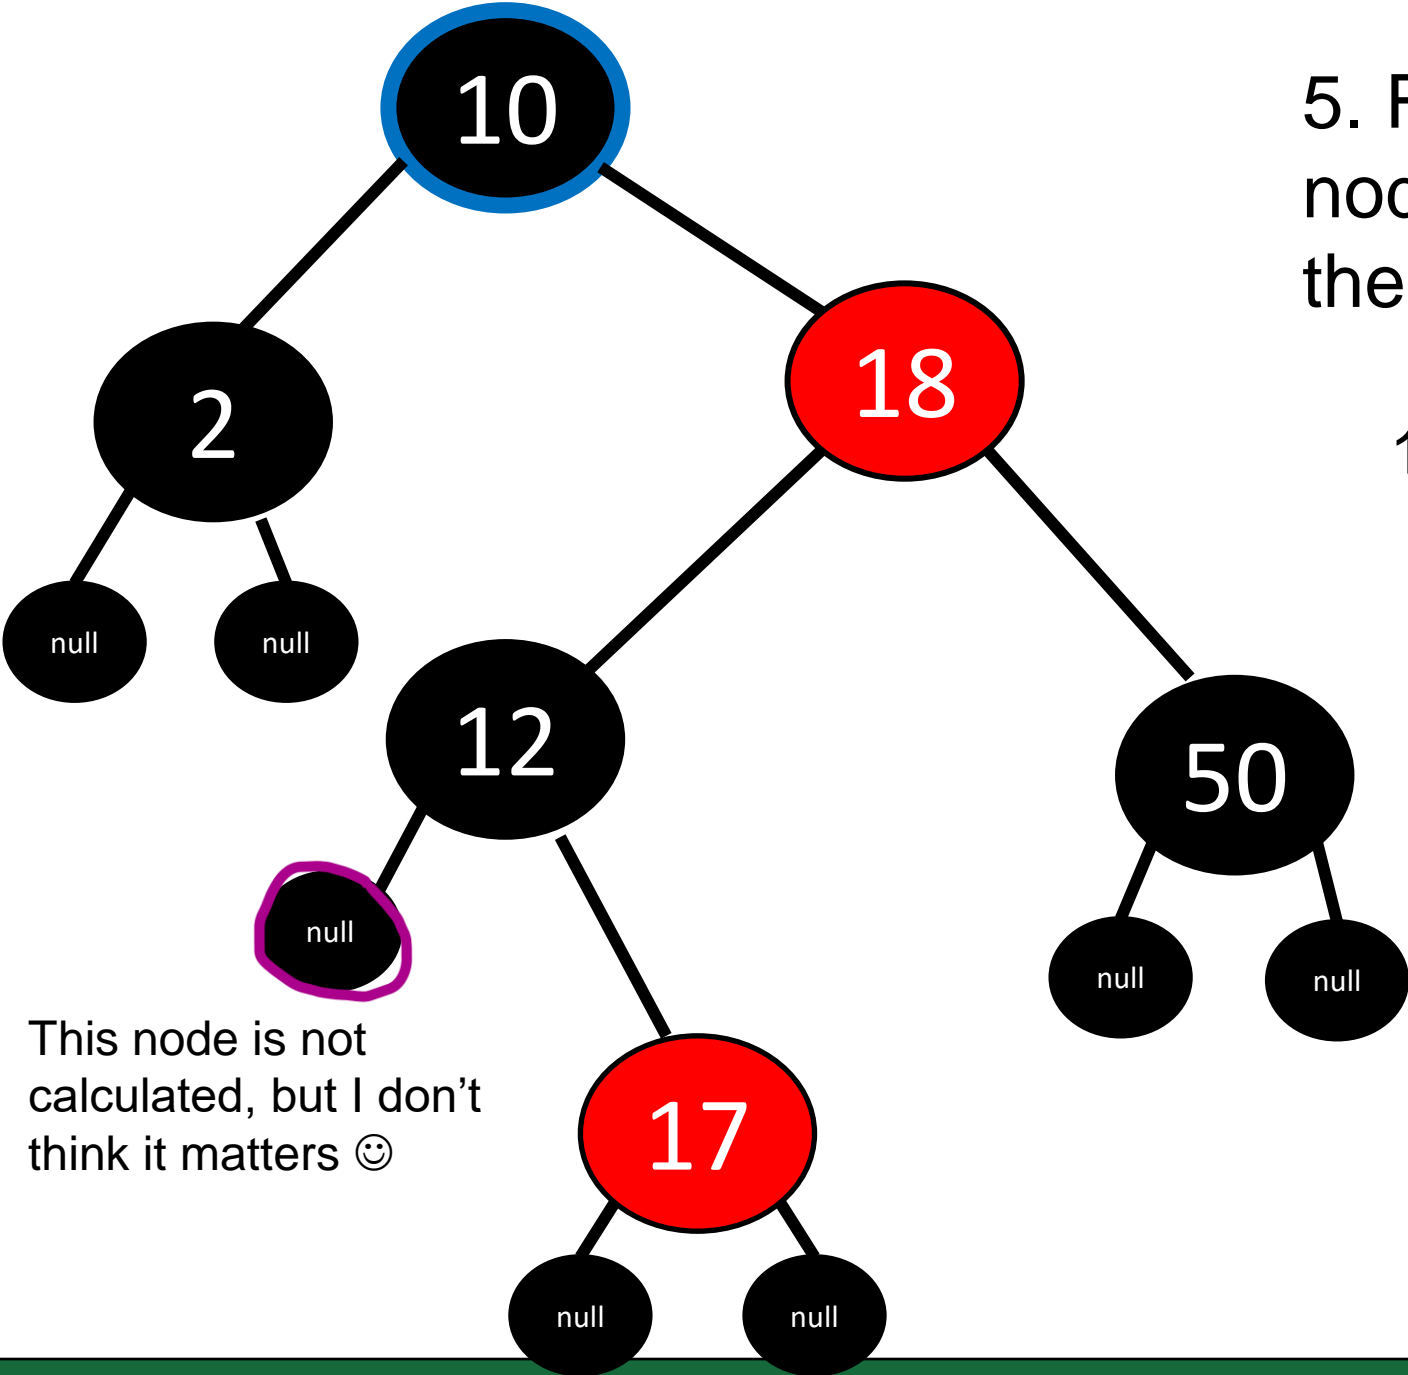 10
5.
the
18
2
1
null
null
12
50
null
null
null
This node is not
calculated, but I don’t
think it matters ☺
17
null
null